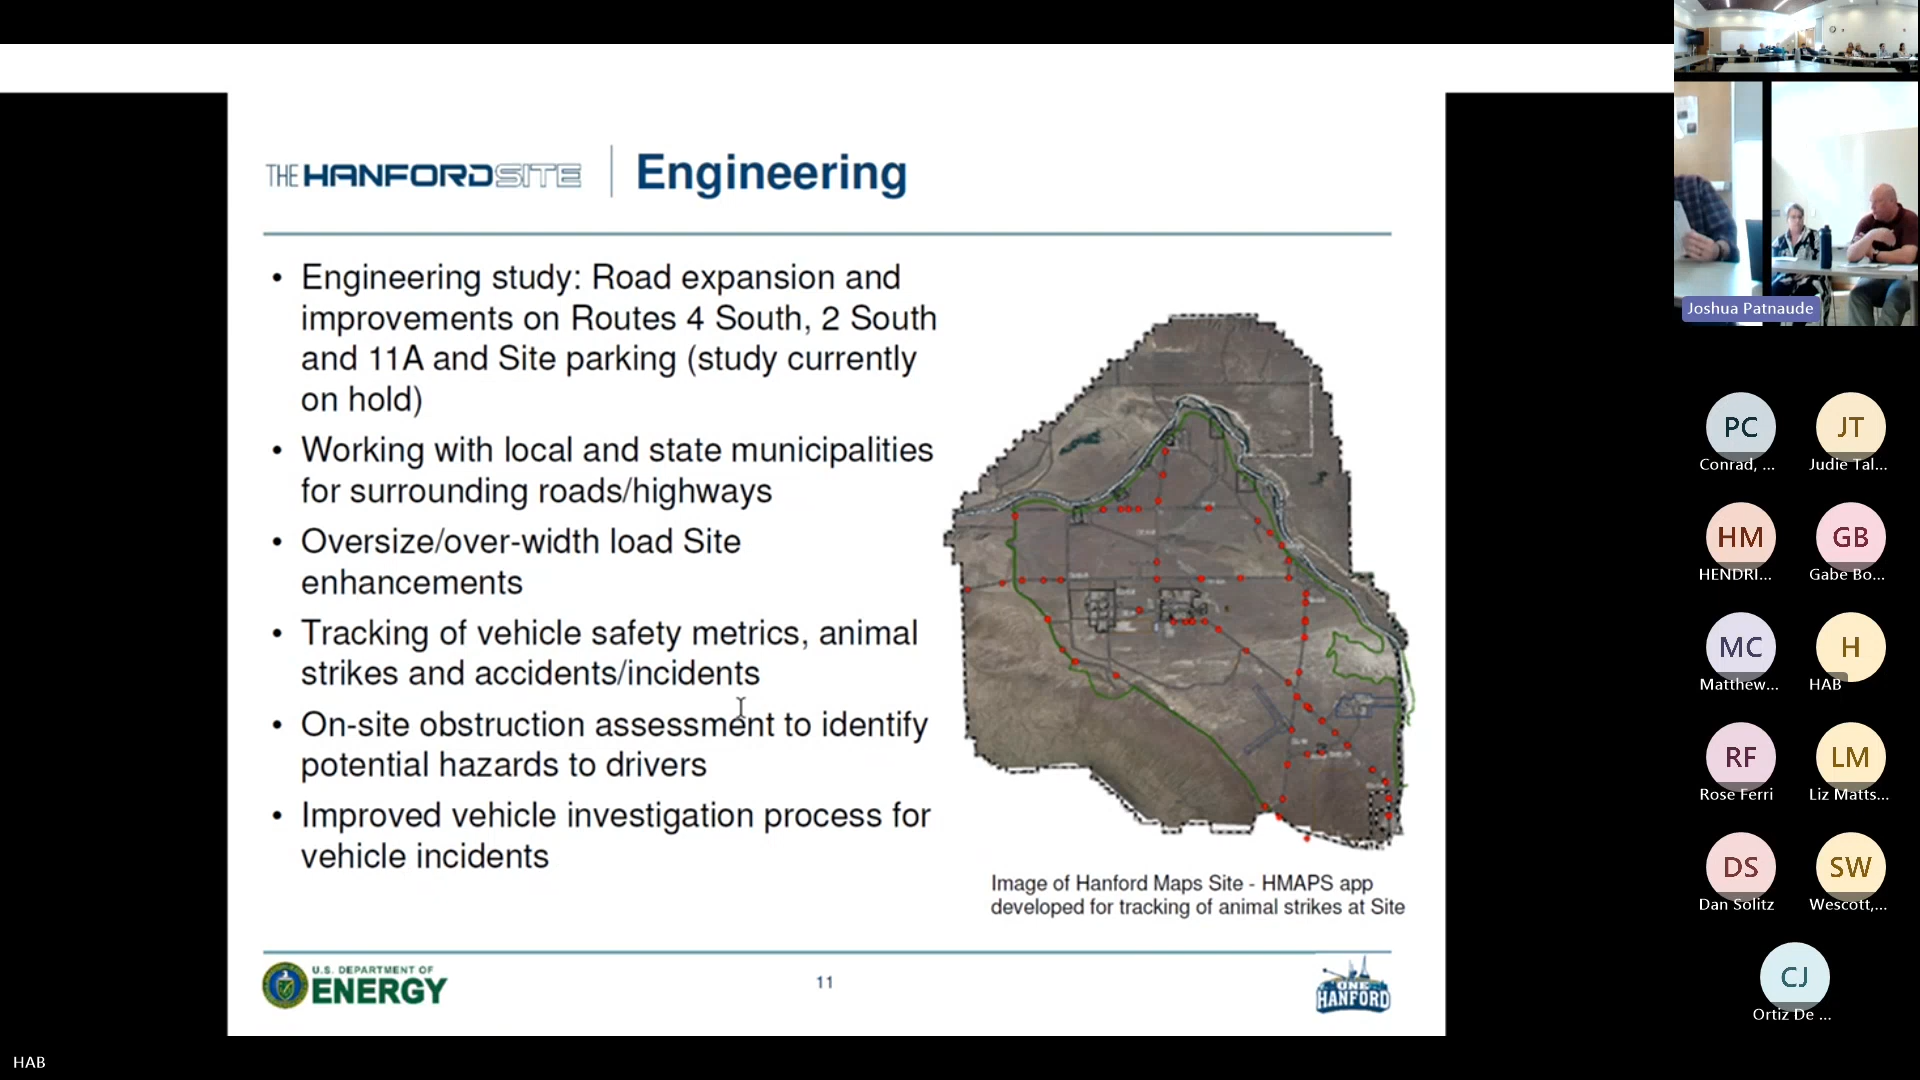 THE HANFORDSITE
Engineering
• Engineering study: Road expansion and
improvements on Routes 4 South, 2 South
and 11A and Site parking (study currently
on hold)
• Working with local and state municipalities
for surrounding roads/highways
• Oversize/over-width load Site
enhancements
• Tracking of vehicle safety metrics, animal
strikes and accidents/incidents
• On-site obstruction assessment to identify
potential hazards to drivers
• Improved vehicle investigation process for
vehicle incidents
Image of Hanford Maps Site - HMAPS app
developed for tracking of animal strikes at Site
U.S. DEPARTMENT OF
ENERGY
11
ONE
HANFORD
HAB
Joshua Patnaude
PC
Conrad, ...
JT
Judie Tal...
HM
HENDRI...
GB
Gabe Bo...
MC
Matthew...
H
HAB
RF
Rose Ferri
LM
Liz Matts...
DS
Dan Solitz
SW
Wescott,...
CJ
Ortiz De ...